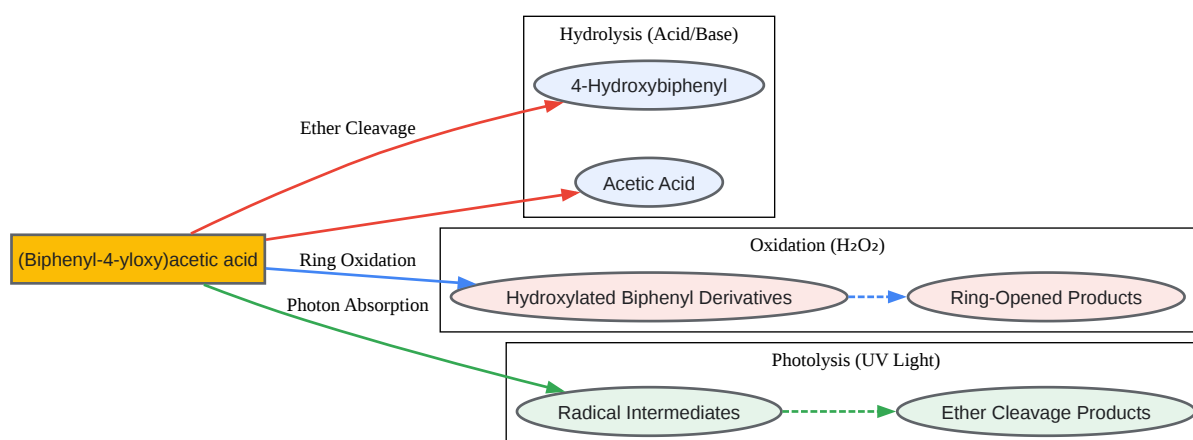 Hydrolysis (Acid/Base)
4-Hydroxybiphenyl
Ether Cleavage
Acetic Acid
(Biphenyl-4-yloxy)acetic acid
Oxidation (H₂O₂)
Ring Oxidation
Hydroxylated Biphenyl Derivatives
Ring-Opened Products
Photon Absorption
Photolysis (UV Light)
Radical Intermediates
Ether Cleavage Products